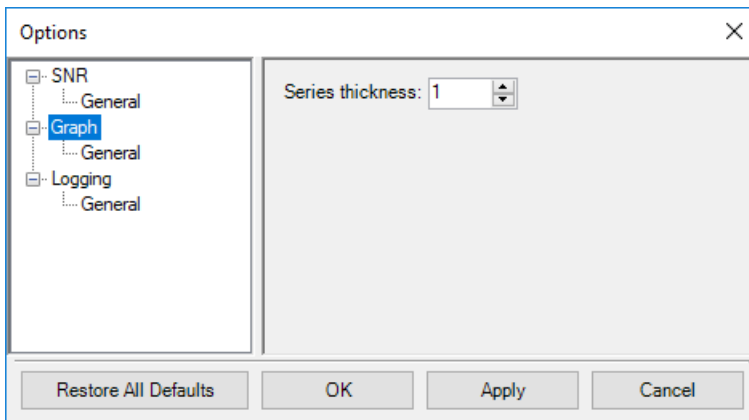 Options
SNR
General
Graph
General
Logging
General
Series thickness: 1
Restore All Defaults
OK
Apply
Cancel